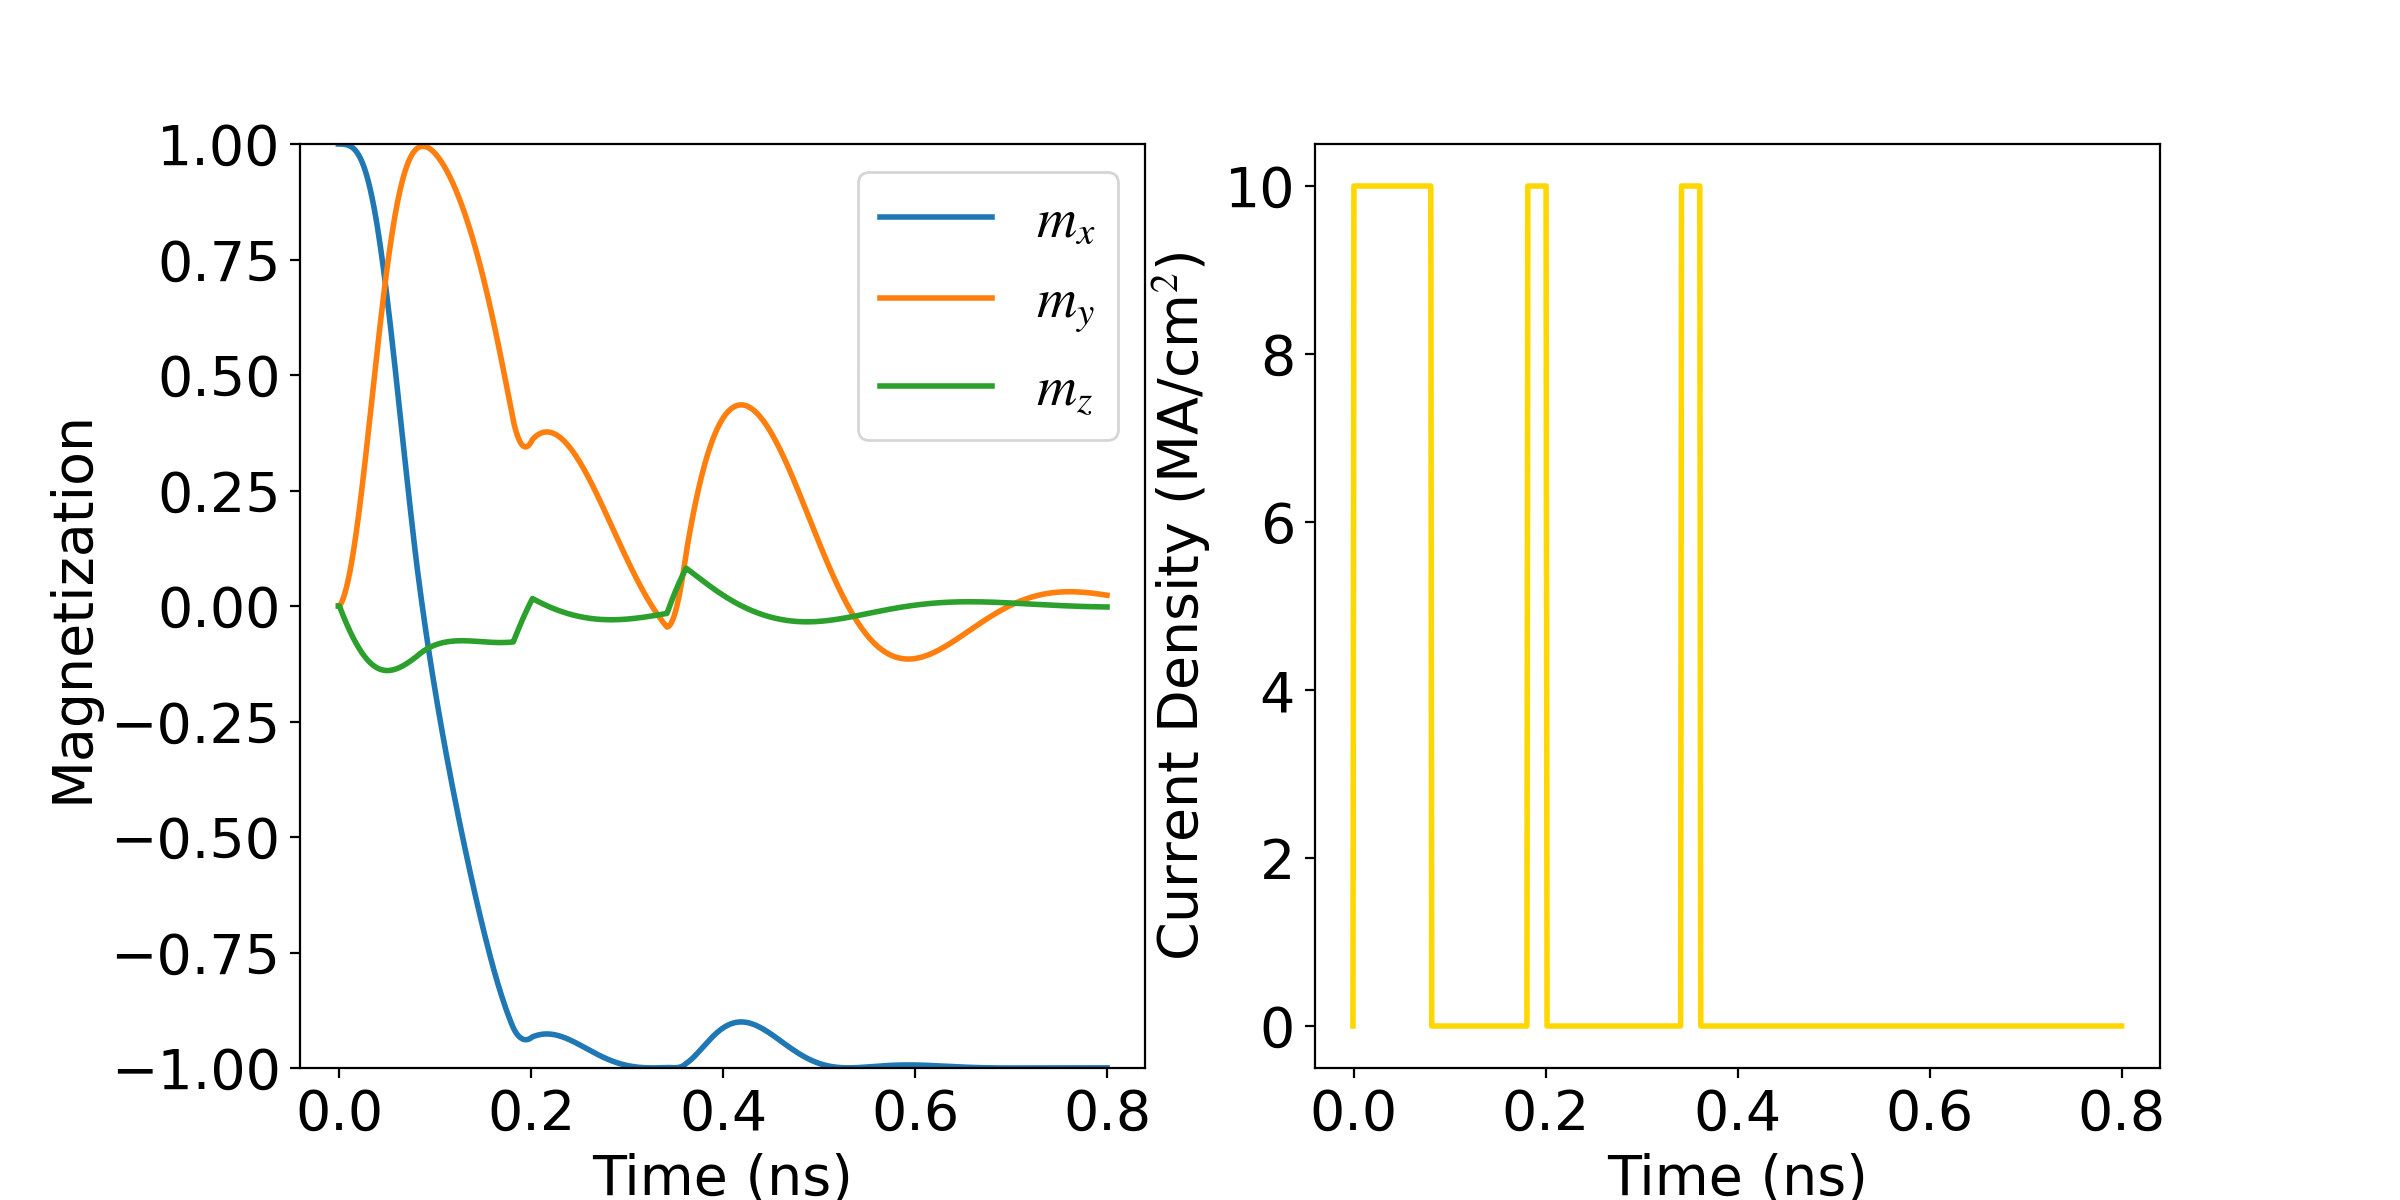 1.00
0.75
0.50
0.25
0.00
−0.25
−0.50
−0.75
−1.00
Magnetization
0.0 0.2 0.4 0.6 0.8
Time (ns)
m_x
m_y
m_z
10
8
6
4
2
0
Current Density (MA/cm²)
0.0 0.2 0.4 0.6 0.8
Time (ns)